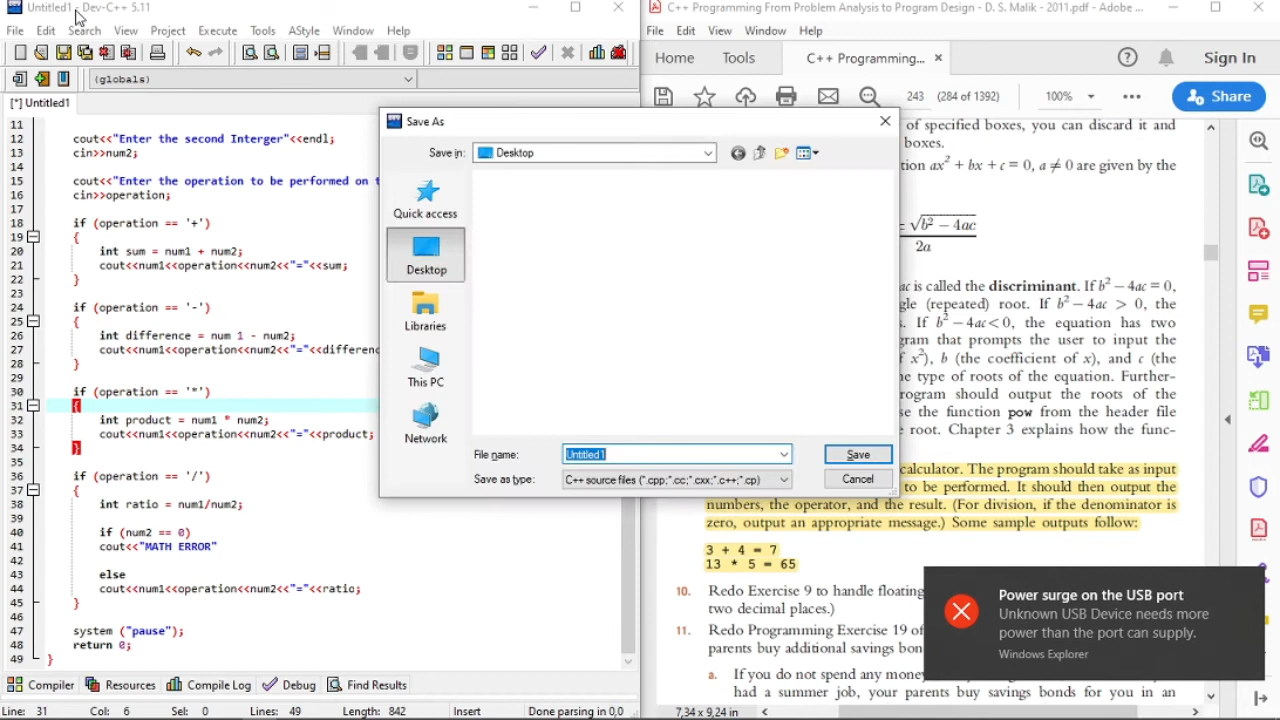 Untitled1 - Dev-C++ 5.11
File Edit Search View Project Execute Tools AStyle Window Help
(globals)
[*] Untitled1
11
12 cout<<"Enter the second Interger"<<endl;
13 cin>>num2;
14
15 cout<<"Enter the operation to be performed on t
16 cin>>operation;
17
18 if (operation == '+')
19 {
20 int sum = num1 + num2;
21 cout<<num1<<operation<<num2<<"="<<sum;
22 }
23
24 if (operation == '-')
25 {
26 int difference = num 1 - num2;
27 cout<<num1<<operation<<num2<<"="<<differenc
28 }
29
30 if (operation == '*')
31 {
32 int product = num1 * num2;
33 cout<<num1<<operation<<num2<<"="<<product;
34 }
35
36 if (operation == '/')
37 {
38 int ratio = num1/num2;
39
40 if (num2 == 0)
41 cout<<"MATH ERROR"
42
43 else
44 cout<<num1<<operation<<num2<<"="<<ratio;
45 }
46
47 system ("pause");
48 return 0;
49 }
Compiler Resources Compile Log Debug Find Results
Line: 31 Col: 6 Sel: 0 Lines: 49 Length: 842 Insert Done parsing in 0,0
Save As
Save in: Desktop
Quick access
Desktop
Libraries
This PC
Network
File name: Untitled1 Save
Save as type: C++ source files (*.cpp;*.cc;*.cxx;*.c++;*.cp) Cancel
C++ Programming From Problem Analysis to Program Design - D. S. Malik - 2011.pdf - Adobe ...
File Edit View Window Help
Home Tools C++ Programming... × Sign In
243 (284 of 1392) 100% Share
of specified boxes, you can discard it and
boxes.
tion ax² + bx + c = 0, a ≠ 0 are given by the
± √b² − 4ac
2a
ac is called the discriminant. If b² − 4ac = 0,
gle (repeated) root. If b² − 4ac > 0, the
s. If b² − 4ac < 0, the equation has two
gram that prompts the user to input the
f x²), b (the coefficient of x), and c (the
he type of roots of the equation. Further-
rogram should output the roots of the
se the function pow from the header file
e root. Chapter 3 explains how the func-
calculator. The program should take as input
to be performed. It should then output the
numbers, the operator, and the result. (For division, if the denominator is
zero, output an appropriate message.) Some sample outputs follow:
3 + 4 = 7
13 * 5 = 65
10. Redo Exercise 9 to handle floating
two decimal places.)
11. Redo Programming Exercise 19 of
parents buy additional savings bon
a. If you do not spend any money
had a summer job, your parents buy savings bonds for you in an
7,34 x 9,24 in
Power surge on the USB port
Unknown USB Device needs more
power than the port can supply.
Windows Explorer